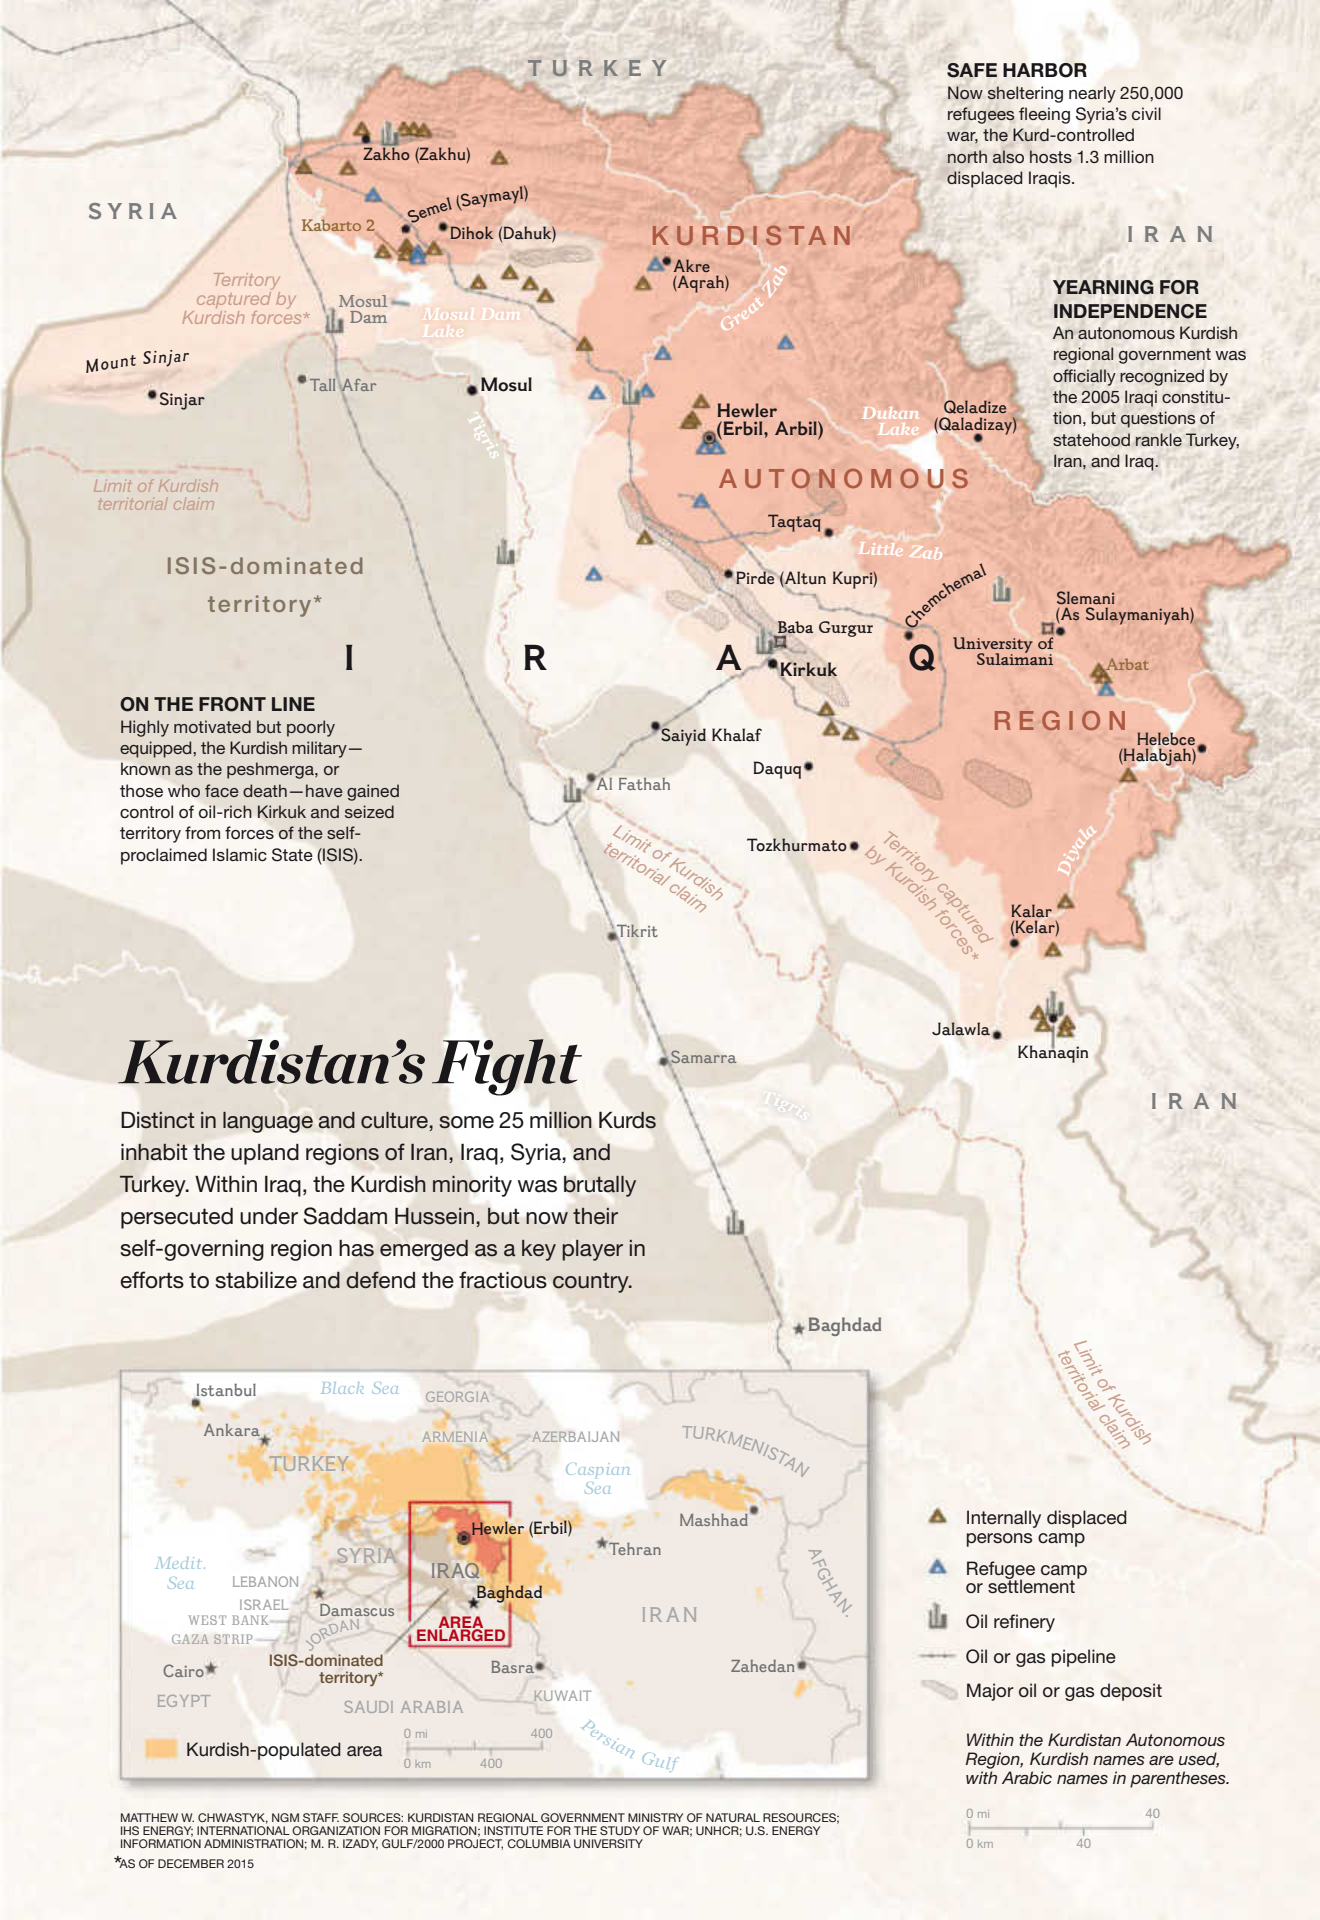 TURKEY
SAFE HARBOR
Now sheltering nearly 250,000
refugees fleeing Syria's civil
war, the Kurd-controlled
north also hosts 1.3 million
displaced Iraqis.
Zakho (Zakhu)
SYRIA
Semel (Saymayl)
Kabarto 2
Dihok (Dahuk)
KURDISTAN
IRAN
Akre
(Aqrah)
Great Zab
YEARNING FOR
INDEPENDENCE
An autonomous Kurdish
regional government was
officially recognized by
the 2005 Iraqi constitu-
tion, but questions of
statehood rankle Turkey,
Iran, and Iraq.
Territory
captured by
Kurdish forces*
Mosul
Dam
Mosul Dam
Lake
Mount Sinjar
Sinjar
Tall Afar
Mosul
Tigris
Hewler
(Erbil, Arbil)
Dukan
Lake
Qeladize
(Qaladizay)
AUTONOMOUS
Limit of Kurdish
territorial claim
Taqtaq
Little Zab
ISIS-dominated
territory*
Pirde (Altun Kupri)
Chemchemal
Slemani
(As Sulaymaniyah)
Baba Gurgur
University of
Sulaimani
I R A Q
Kirkuk
Arbat
ON THE FRONT LINE
Highly motivated but poorly
equipped, the Kurdish military—
known as the peshmerga, or
those who face death—have gained
control of oil-rich Kirkuk and seized
territory from forces of the self-
proclaimed Islamic State (ISIS).
REGION
Saiyid Khalaf
Helebce
(Halabjah)
Daquq
Al Fathah
Limit of Kurdish
territorial claim
Tozkhurmato
Territory captured
by Kurdish forces*
Diyala
Kalar
(Kelar)
Tikrit
Jalawla
Khanaqin
Samarra
Tigris
IRAN
Kurdistan's Fight
Distinct in language and culture, some 25 million Kurds
inhabit the upland regions of Iran, Iraq, Syria, and
Turkey. Within Iraq, the Kurdish minority was brutally
persecuted under Saddam Hussein, but now their
self-governing region has emerged as a key player in
efforts to stabilize and defend the fractious country.
Baghdad
Limit of Kurdish
territorial claim
Istanbul
Black Sea
GEORGIA
Ankara
ARMENIA
AZERBAIJAN
TURKMENISTAN
TURKEY
Caspian
Sea
Mashhad
Hewler (Erbil)
Tehran
SYRIA
IRAQ
Medit.
Sea
LEBANON
AFGHAN.
Baghdad
ISRAEL
Damascus
WEST BANK
AREA
ENLARGED
IRAN
GAZA STRIP
JORDAN
ISIS-dominated
territory*
Cairo
Basra
Zahedan
EGYPT
SAUDI ARABIA
KUWAIT
Persian Gulf
Kurdish-populated area
0 mi 400
0 km 400
Internally displaced
persons camp
Refugee camp
or settlement
Oil refinery
Oil or gas pipeline
Major oil or gas deposit
Within the Kurdistan Autonomous
Region, Kurdish names are used,
with Arabic names in parentheses.
0 mi 40
0 km 40
MATTHEW W. CHWASTYK, NGM STAFF. SOURCES: KURDISTAN REGIONAL GOVERNMENT MINISTRY OF NATURAL RESOURCES;
IHS ENERGY; INTERNATIONAL ORGANIZATION FOR MIGRATION; INSTITUTE FOR THE STUDY OF WAR; UNHCR; U.S. ENERGY
INFORMATION ADMINISTRATION; M. R. IZADY, GULF/2000 PROJECT, COLUMBIA UNIVERSITY
*AS OF DECEMBER 2015